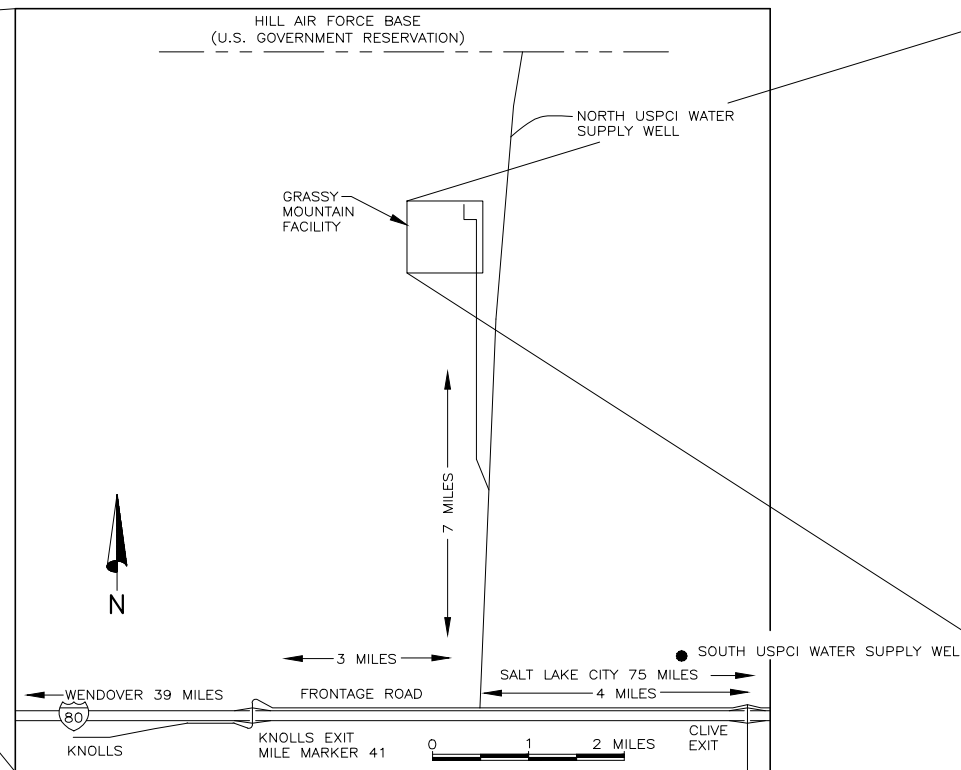 HILL AIR FORCE BASE
(U.S. GOVERNMENT RESERVATION)
NORTH USPCI WATER
SUPPLY WELL
GRASSY
MOUNTAIN
FACILITY
7 MILES
N
3 MILES
SOUTH USPCI WATER SUPPLY WEL
SALT LAKE CITY 75 MILES
WENDOVER 39 MILES
FRONTAGE ROAD
4 MILES
80
KNOLLS
KNOLLS EXIT
MILE MARKER 41
0 1 2 MILES
CLIVE
EXIT